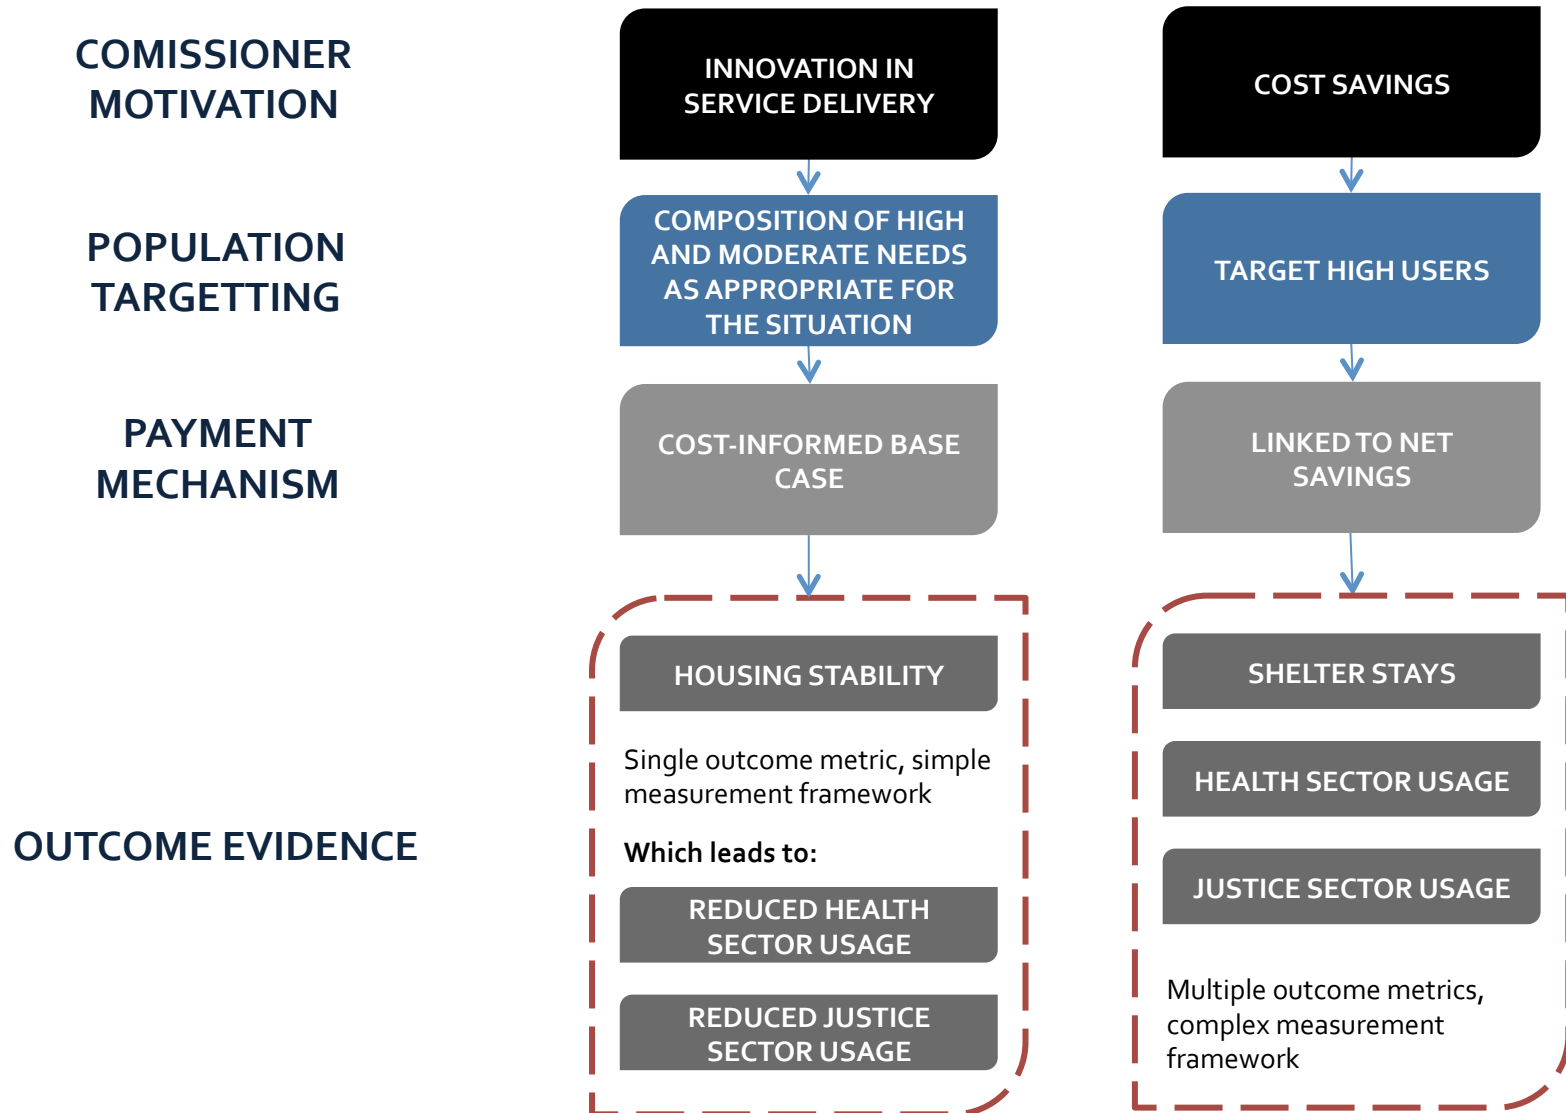 COMISSIONER
MOTIVATION
INNOVATION IN
SERVICE DELIVERY
COST SAVINGS
POPULATION
TARGETTING
COMPOSITION OF HIGH
AND MODERATE NEEDS
AS APPROPRIATE FOR
THE SITUATION
TARGET HIGH USERS
PAYMENT
MECHANISM
COST-INFORMED BASE
CASE
LINKED TO NET
SAVINGS
OUTCOME EVIDENCE
HOUSING STABILITY
Single outcome metric, simple
measurement framework
Which leads to:
REDUCED HEALTH
SECTOR USAGE
REDUCED JUSTICE
SECTOR USAGE
SHELTER STAYS
HEALTH SECTOR USAGE
JUSTICE SECTOR USAGE
Multiple outcome metrics,
complex measurement
framework